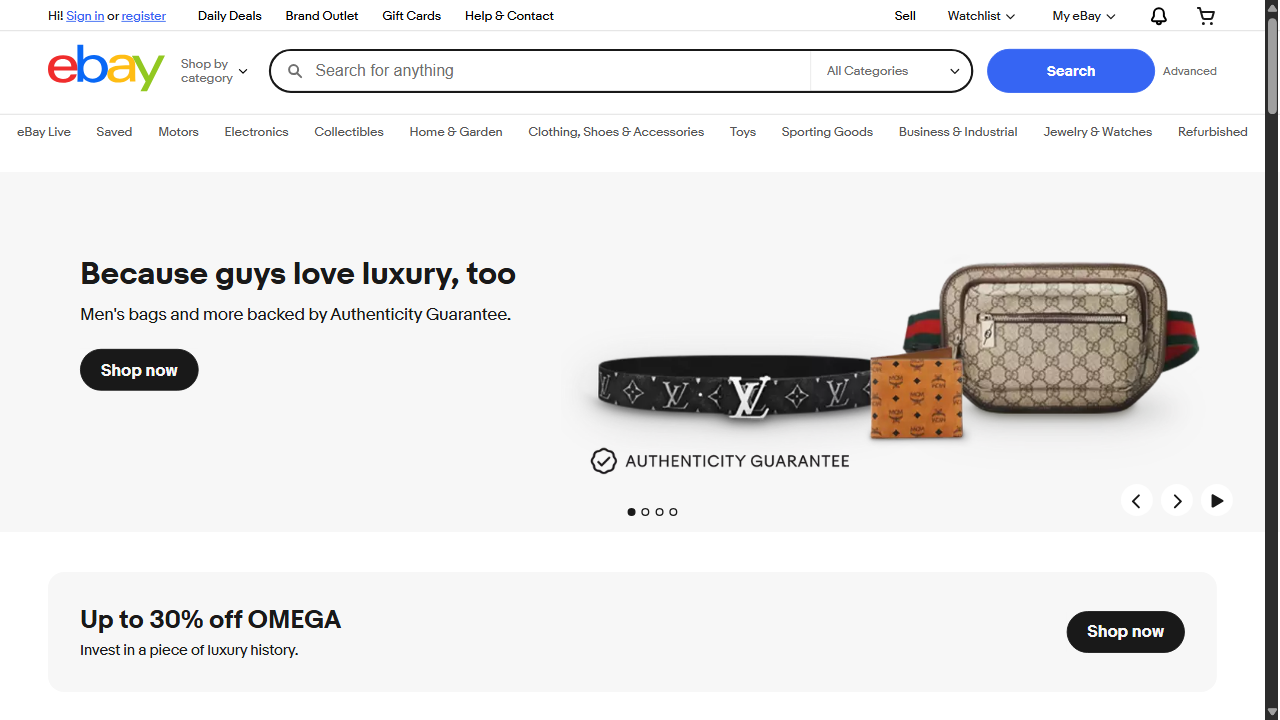 Hi! Sign in or register Daily Deals Brand Outlet Gift Cards Help & Contact Sell Watchlist My eBay
ebay
Shop by
category
Search for anything All Categories Search Advanced
eBay Live Saved Motors Electronics Collectibles Home & Garden Clothing, Shoes & Accessories Toys Sporting Goods Business & Industrial Jewelry & Watches Refurbished
Because guys love luxury, too
Men's bags and more backed by Authenticity Guarantee.
Shop now
AUTHENTICITY GUARANTEE
Up to 30% off OMEGA
Invest in a piece of luxury history.
Shop now